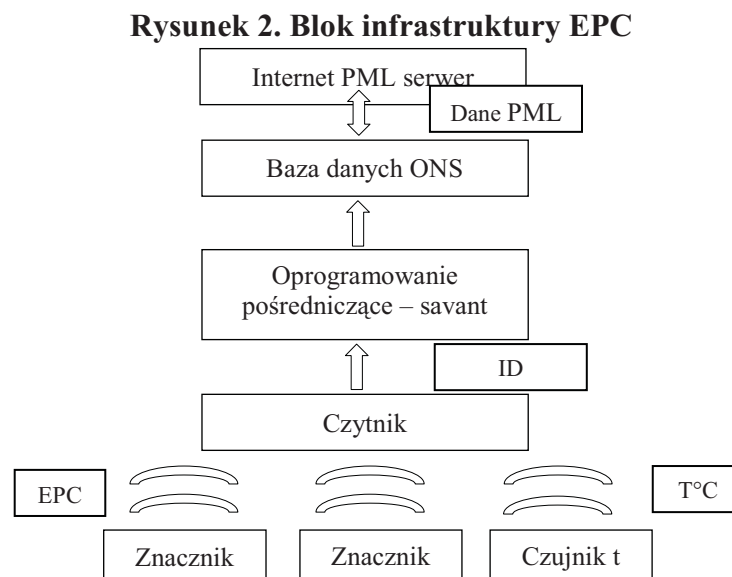 Rysunek 2. Blok infrastruktury EPC
Internet PML serwer
Dane PML
Baza danych ONS
Oprogramowanie
pośredniczące – savant
ID
Czytnik
EPC
T°C
Znacznik
Znacznik
Czujnik t